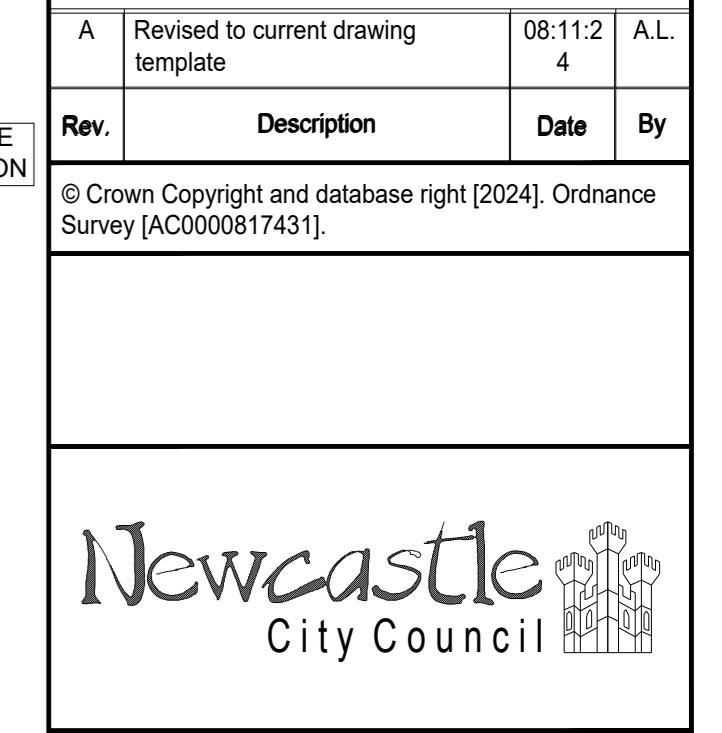 A Revised to current drawing 08:11:2 A.L.
template 4
Rev. Description Date By
E
ON
© Crown Copyright and database right [2024]. Ordnance
Survey [AC0000817431].
Newcastle
City Council